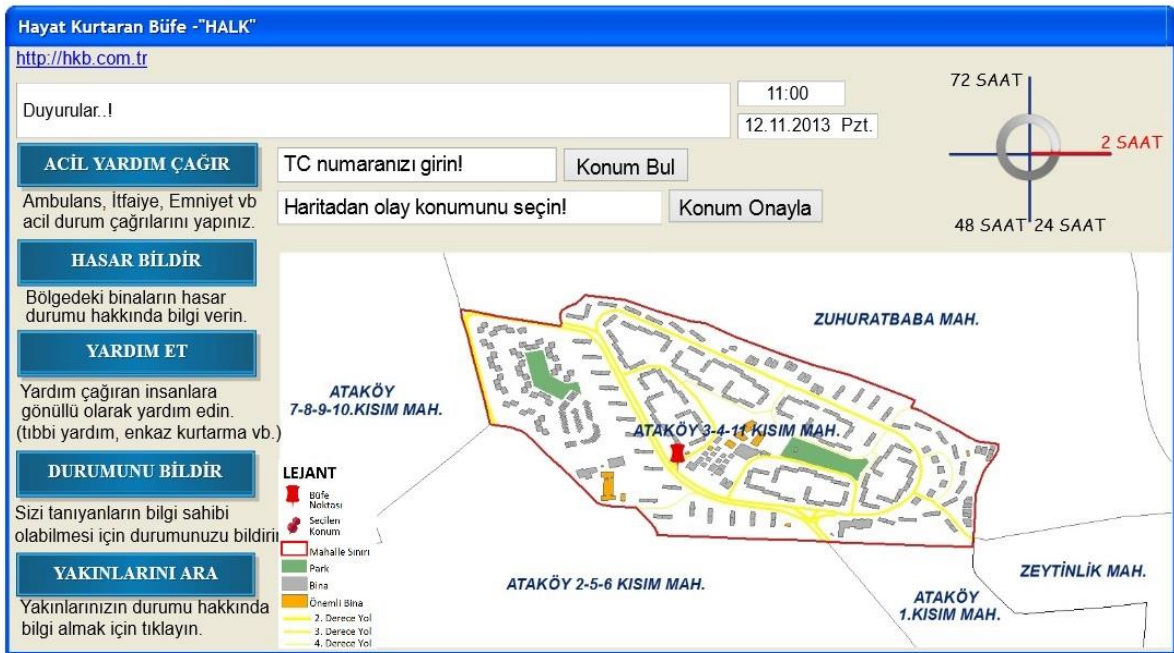 Hayat Kurtaran Büfe -"HALK"
http://hkb.com.tr
Duyurular..!
11:00
12.11.2013 Pzt.
72 SAAT
2 SAAT
48 SAAT 24 SAAT
ACİL YARDIM ÇAĞIR
Ambulans, İtfaiye, Emniyet vb
acil durum çağrılarını yapınız.
TC numaranızı girin!
Konum Bul
Haritadan olay konumunu seçin!
Konum Onayla
HASAR BİLDİR
Bölgedeki binaların hasar
durumu hakkında bilgi verin.
YARDIM ET
Yardım çağıran insanlara
gönüllü olarak yardım edin.
(tıbbi yardım, enkaz kurtarma vb.)
DURUMUNU BİLDİR
Sizi tanıyanların bilgi sahibi
olabilmesi için durumunuzu bildirin
YAKINLARINI ARA
Yakınlarınızın durumu hakkında
bilgi almak için tıklayın.
ZUHURATBABA MAH.
ATAKÖY
7-8-9-10.KISIM MAH.
ATAKÖY 3-4-11 KISIM MAH.
ATAKÖY 2-5-6 KISIM MAH.
ATAKÖY
1.KISIM MAH.
ZEYTİNLİK MAH.
LEJANT
Büfe
Noktası
Seçilen
Konum
Mahalle Sınırı
Park
Bina
Önemli Bina
2. Derece Yol
3. Derece Yol
4. Derece Yol